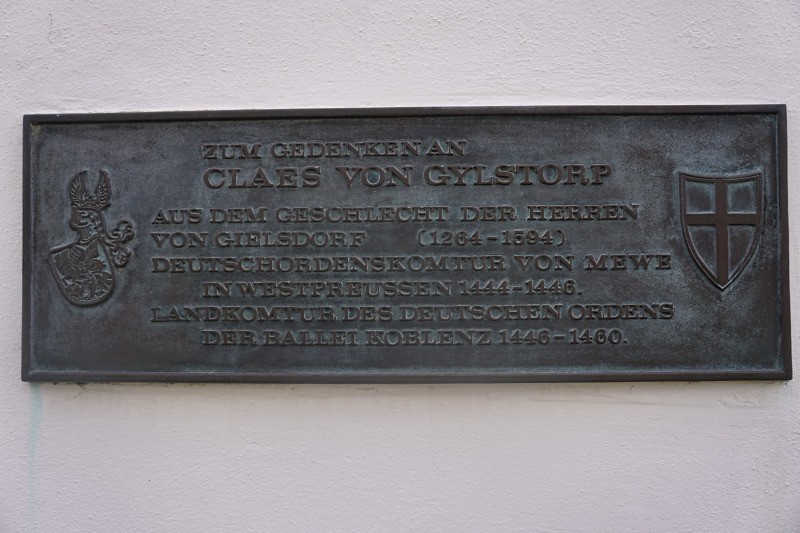 ZUM GEDENKEN AN
CLAES VON GYLSTORP
AUS DEM GESCHLECHT DER HERREN
VON GIELSDORF (1264-1594)
DEUTSCHORDENSKOMTUR VON MEWE
IN WESTPREUSSEN 1444-1446.
LANDKOMTUR DES DEUTSCHEN ORDENS
DER BALLEI KOBLENZ 1446-1460.